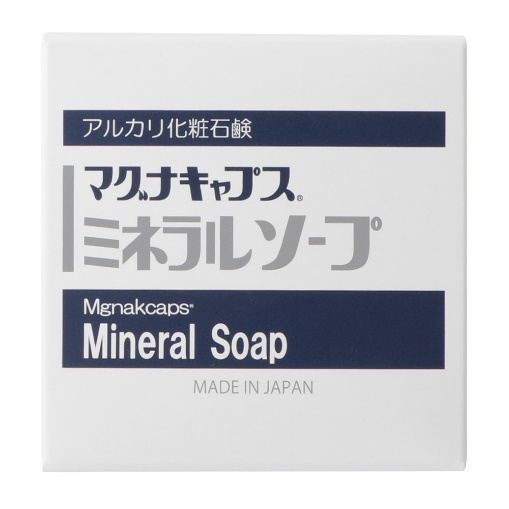 アルカリ化粧石鹸
マグナキャプス®
ミネラルソープ
Mgnakcaps®
Mineral Soap
MADE IN JAPAN